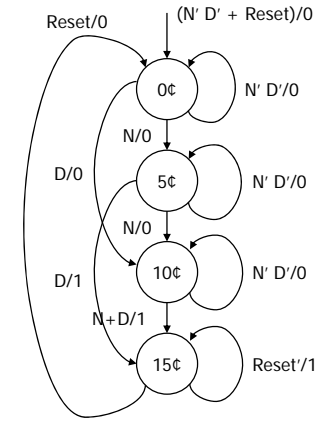 Reset/0
(N' D' + Reset)/0
0¢
N' D'/0
N/0
D/0
5¢
N' D'/0
N/0
10¢
N' D'/0
D/1
N+D/1
15¢
Reset'/1